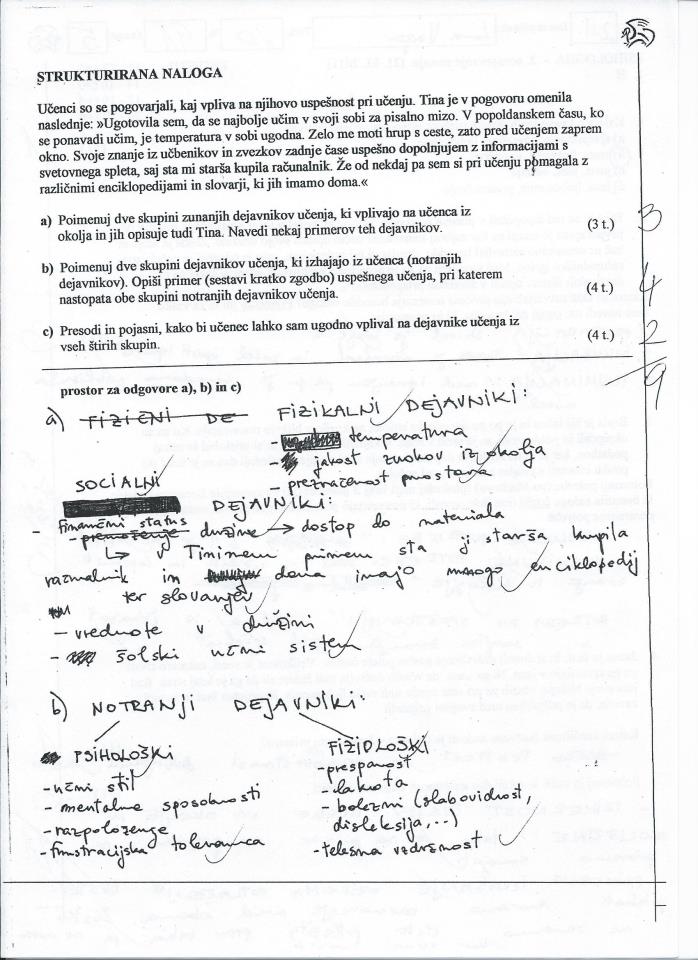 STRUKTURIRANA NALOGA
Učenci so se pogovarjali, kaj vpliva na njihovo uspešnost pri učenju. Tina je v pogovoru omenila
naslednje: »Ugotovila sem, da se najbolje učim v svoji sobi za pisalno mizo. V popoldanskem času, ko
se ponavadi učim, je temperatura v sobi ugodna. Zelo me moti hrup s ceste, zato pred učenjem zaprem
okno. Svoje znanje iz učbenikov in zvezkov zadnje čase uspešno dopolnjujem z informacijami s
svetovnega spleta, saj sta mi starša kupila računalnik. Že od nekdaj pa sem si pri učenju pomagala z
različnimi enciklopedijami in slovarji, ki jih imamo doma.«
a) Poimenuj dve skupini zunanjih dejavnikov učenja, ki vplivajo na učenca iz
okolja in jih opisuje tudi Tina. Navedi nekaj primerov teh dejavnikov. (3 t.) 3
b) Poimenuj dve skupini dejavnikov učenja, ki izhajajo iz učenca (notranjih
dejavnikov). Opiši primer (sestavi kratko zgodbo) uspešnega učenja, pri katerem
nastopata obe skupini notranjih dejavnikov učenja. (4 t.) 4
c) Presodi in pojasni, kako bi učenec lahko sam ugodno vplival na dejavnike učenja iz
vseh štirih skupin. (4 t.) 2
9
prostor za odgovore a), b) in c)
a) FIZIČNI DE FIZIKALNI DEJAVNIKI:
- temperatura
- jakost zvokov iz okolja
- prezračenost prostora
SOCIALNI
DEJAVNIKI:
- finančni status
premoženje družine → dostop do materiala
↳ v Tininem primeru sta ji starša kupila
računalnik in doma imajo mnogo enciklopedij
ter slovarjev
- vrednote v družini
- šolski učni sistem
b) NOTRANJI DEJAVNIKI:
PSIHOLOŠKI
- učni stil
- mentalne sposobnosti
- razpoloženje
- frustracijska toleranca
FIZIOLOŠKI
- prespanost
- lakota
- bolezni (slabovidnost,
disleksija,...)
- telesna vzdržnost